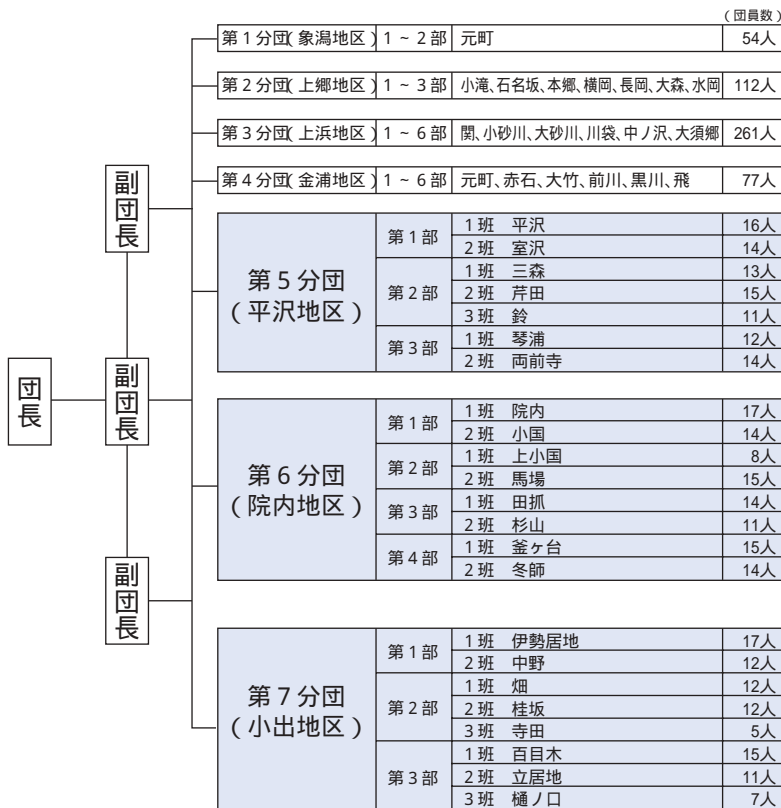 （団員数）
第１分団（象潟地区） １～２部 元町 54人
第２分団（上郷地区） １～３部 小滝、石名坂、本郷、横岡、長岡、大森、水岡 112人
第３分団（上浜地区） １～６部 関、小砂川、大砂川、川袋、中ノ沢、大須郷 261人
第４分団（金浦地区） １～６部 元町、赤石、大竹、前川、黒川、飛 77人
団長
副団長
副団長
副団長
第５分団
（平沢地区）
第１部
１班 平沢 16人
２班 室沢 14人
第２部
１班 三森 13人
２班 芹田 15人
３班 鈴 11人
第３部
１班 琴浦 12人
２班 両前寺 14人
第６分団
（院内地区）
第１部
１班 院内 17人
２班 小国 14人
第２部
１班 上小国 8人
２班 馬場 15人
第３部
１班 田抓 14人
２班 杉山 11人
第４部
１班 釜ヶ台 15人
２班 冬師 14人
第７分団
（小出地区）
第１部
１班 伊勢居地 17人
２班 中野 12人
第２部
１班 畑 12人
２班 桂坂 12人
３班 寺田 5人
第３部
１班 百目木 15人
２班 立居地 11人
３班 樋ノ口 7人